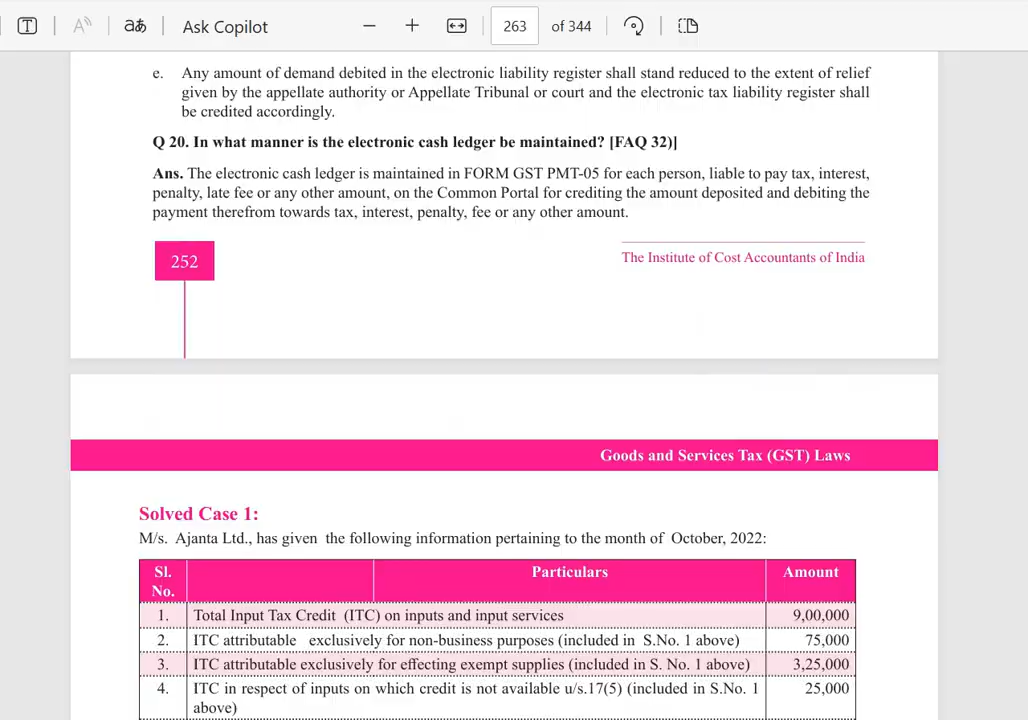 Ask Copilot
263 of 344
e. Any amount of demand debited in the electronic liability register shall stand reduced to the extent of relief
given by the appellate authority or Appellate Tribunal or court and the electronic tax liability register shall
be credited accordingly.
Q 20. In what manner is the electronic cash ledger be maintained? [FAQ 32)]
Ans. The electronic cash ledger is maintained in FORM GST PMT-05 for each person, liable to pay tax, interest,
penalty, late fee or any other amount, on the Common Portal for crediting the amount deposited and debiting the
payment therefrom towards tax, interest, penalty, fee or any other amount.
252
The Institute of Cost Accountants of India
Goods and Services Tax (GST) Laws
Solved Case 1:
M/s. Ajanta Ltd., has given the following information pertaining to the month of October, 2022:
Sl. No. Particulars Amount
1. Total Input Tax Credit (ITC) on inputs and input services 9,00,000
2. ITC attributable exclusively for non-business purposes (included in S.No. 1 above) 75,000
3. ITC attributable exclusively for effecting exempt supplies (included in S. No. 1 above) 3,25,000
4. ITC in respect of inputs on which credit is not available u/s.17(5) (included in S.No. 1 25,000
above)